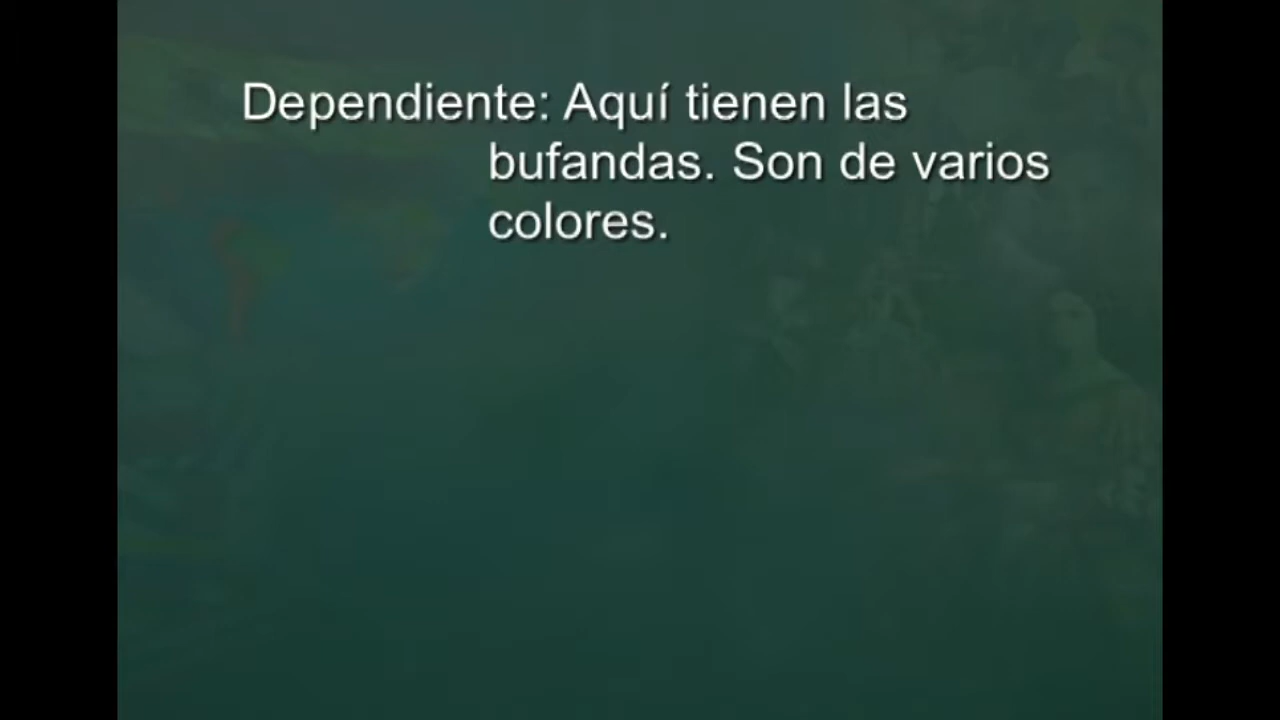 Dependiente: Aquí tienen las
bufandas. Son de varios
colores.